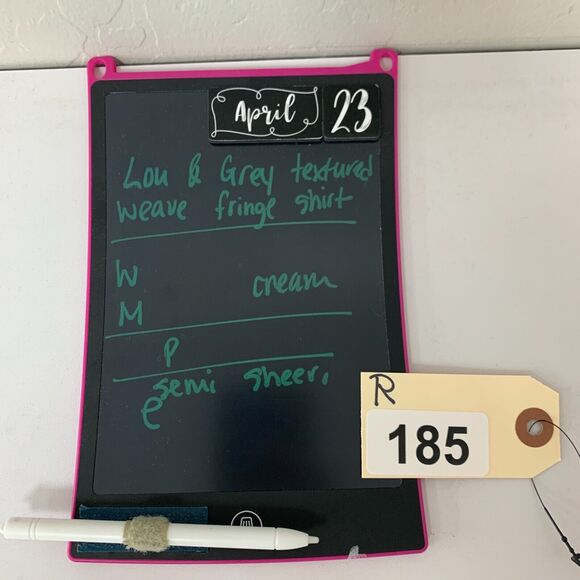 April 23
Lou & Grey textured
weave fringe shirt
W
cream
M
P
semi sheer,
e
R
185